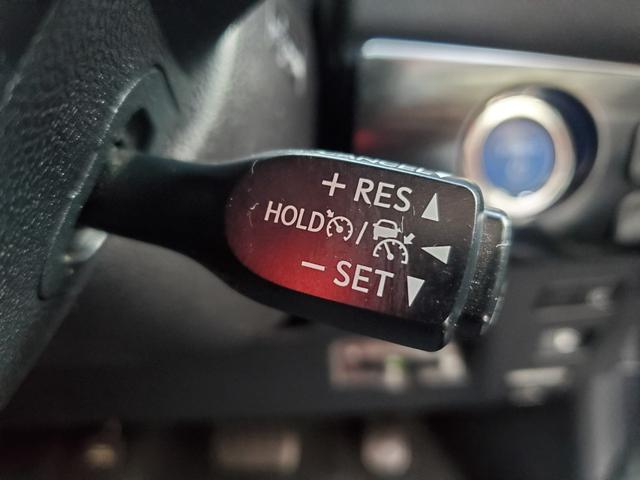 + RES
HOLD /
− SET